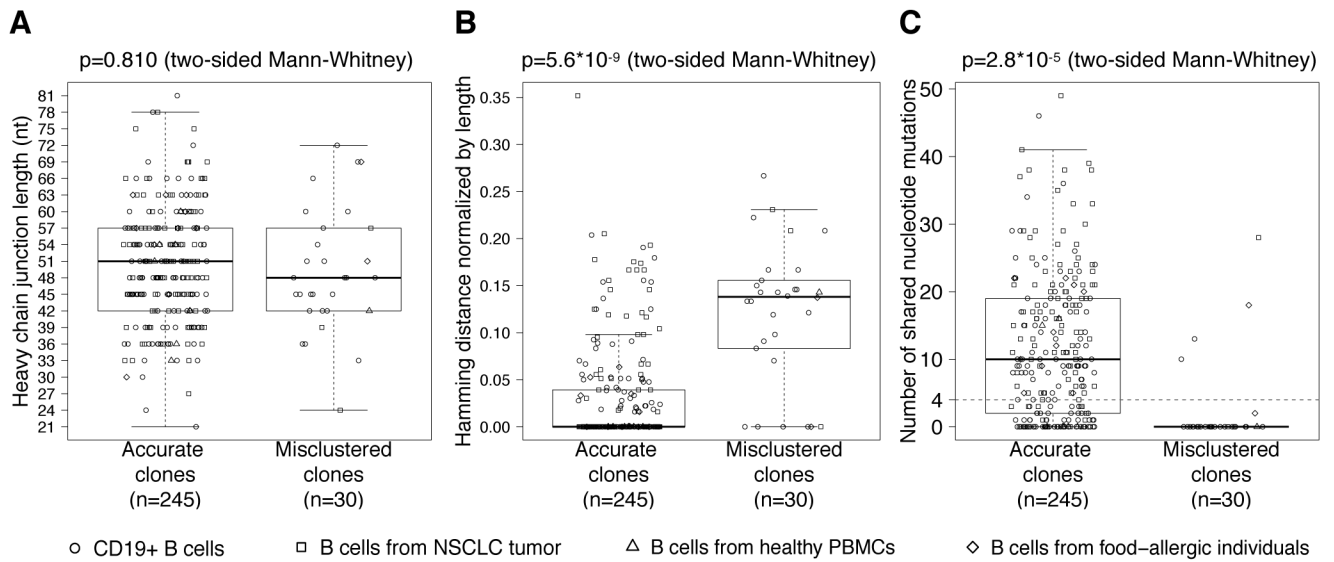 A
p=0.810 (two-sided Mann-Whitney)
Heavy chain junction length (nt)
81
78
75
72
69
66
63
60
57
54
51
48
45
42
39
36
33
30
27
24
21
Accurate
clones
(n=245)
Misclustered
clones
(n=30)
B
p=5.6*10-9 (two-sided Mann-Whitney)
Hamming distance normalized by length
0.35
0.30
0.25
0.20
0.15
0.10
0.05
0.00
Accurate
clones
(n=245)
Misclustered
clones
(n=30)
C
p=2.8*10-5 (two-sided Mann-Whitney)
Number of shared nucleotide mutations
50
40
30
20
10
4
0
Accurate
clones
(n=245)
Misclustered
clones
(n=30)
CD19+ B cells
B cells from NSCLC tumor
B cells from healthy PBMCs
B cells from food−allergic individuals